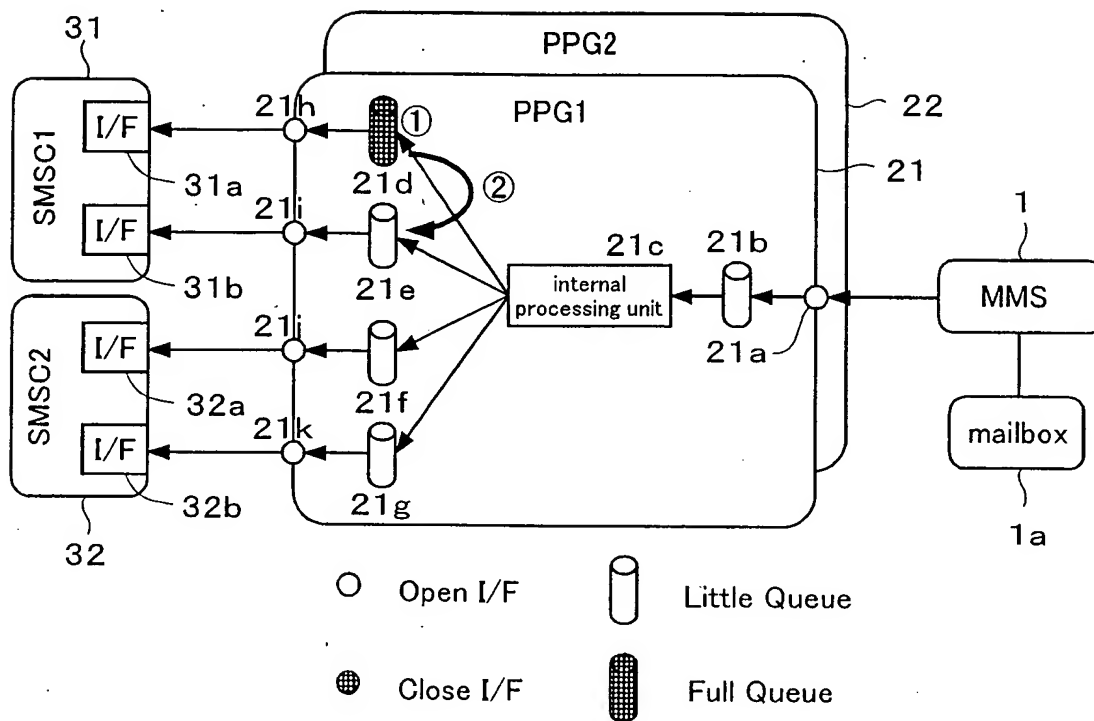 31
PPG2
PPG1
22
21
SMSC1
I/F
31a
I/F
31b
21h
①
21d
②
21i
21e
21c
internal
processing unit
21b
21a
1
MMS
mailbox
1a
SMSC2
I/F
32a
I/F
32b
32
21j
21f
21k
21g
Open I/F
Little Queue
Close I/F
Full Queue